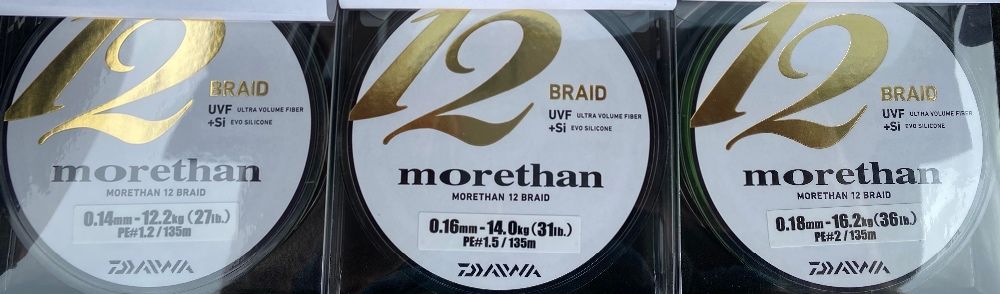 12
BRAID
UVF ULTRA VOLUME FIBER
+Si EVO SILICONE
morethan
MORETHAN 12 BRAID
0.14mm-12.2kg(27lb.)
PE#1.2/135m
DAIWA
12
BRAID
UVF ULTRA VOLUME FIBER
+Si EVO SILICONE
morethan
MORETHAN 12 BRAID
0.16mm-14.0kg(31lb.)
PE#1.5/135m
DAIWA
12
BRAID
UVF ULTRA VOLUME FIBER
+Si EVO SILICONE
morethan
MORETHAN 12 BRAID
0.18mm-16.2kg(36lb.)
PE#2/135m
DAIWA